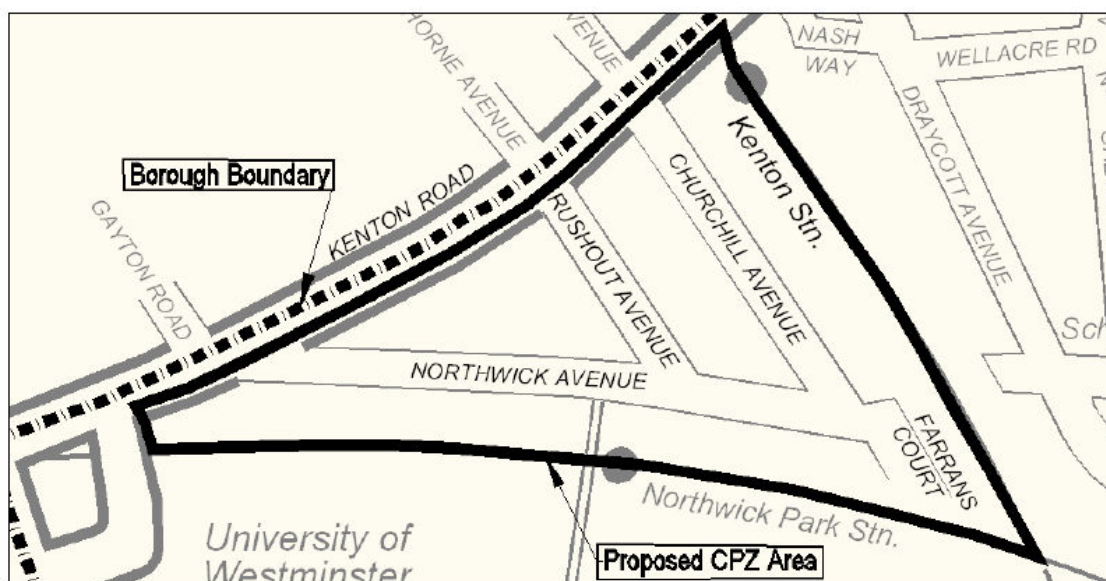 THORNE AVENUE
AVENUE
NASH
WAY
WELLACRE RD
DRAYCOTT AVENUE
Borough Boundary
KENTON ROAD
GAYTON ROAD
Kenton Stn.
CHURCHILL AVENUE
RUSHOUT AVENUE
Sch
NORTHWICK AVENUE
FARRANS
COURT
Northwick Park Stn.
University of
Westminster
Proposed CPZ Area